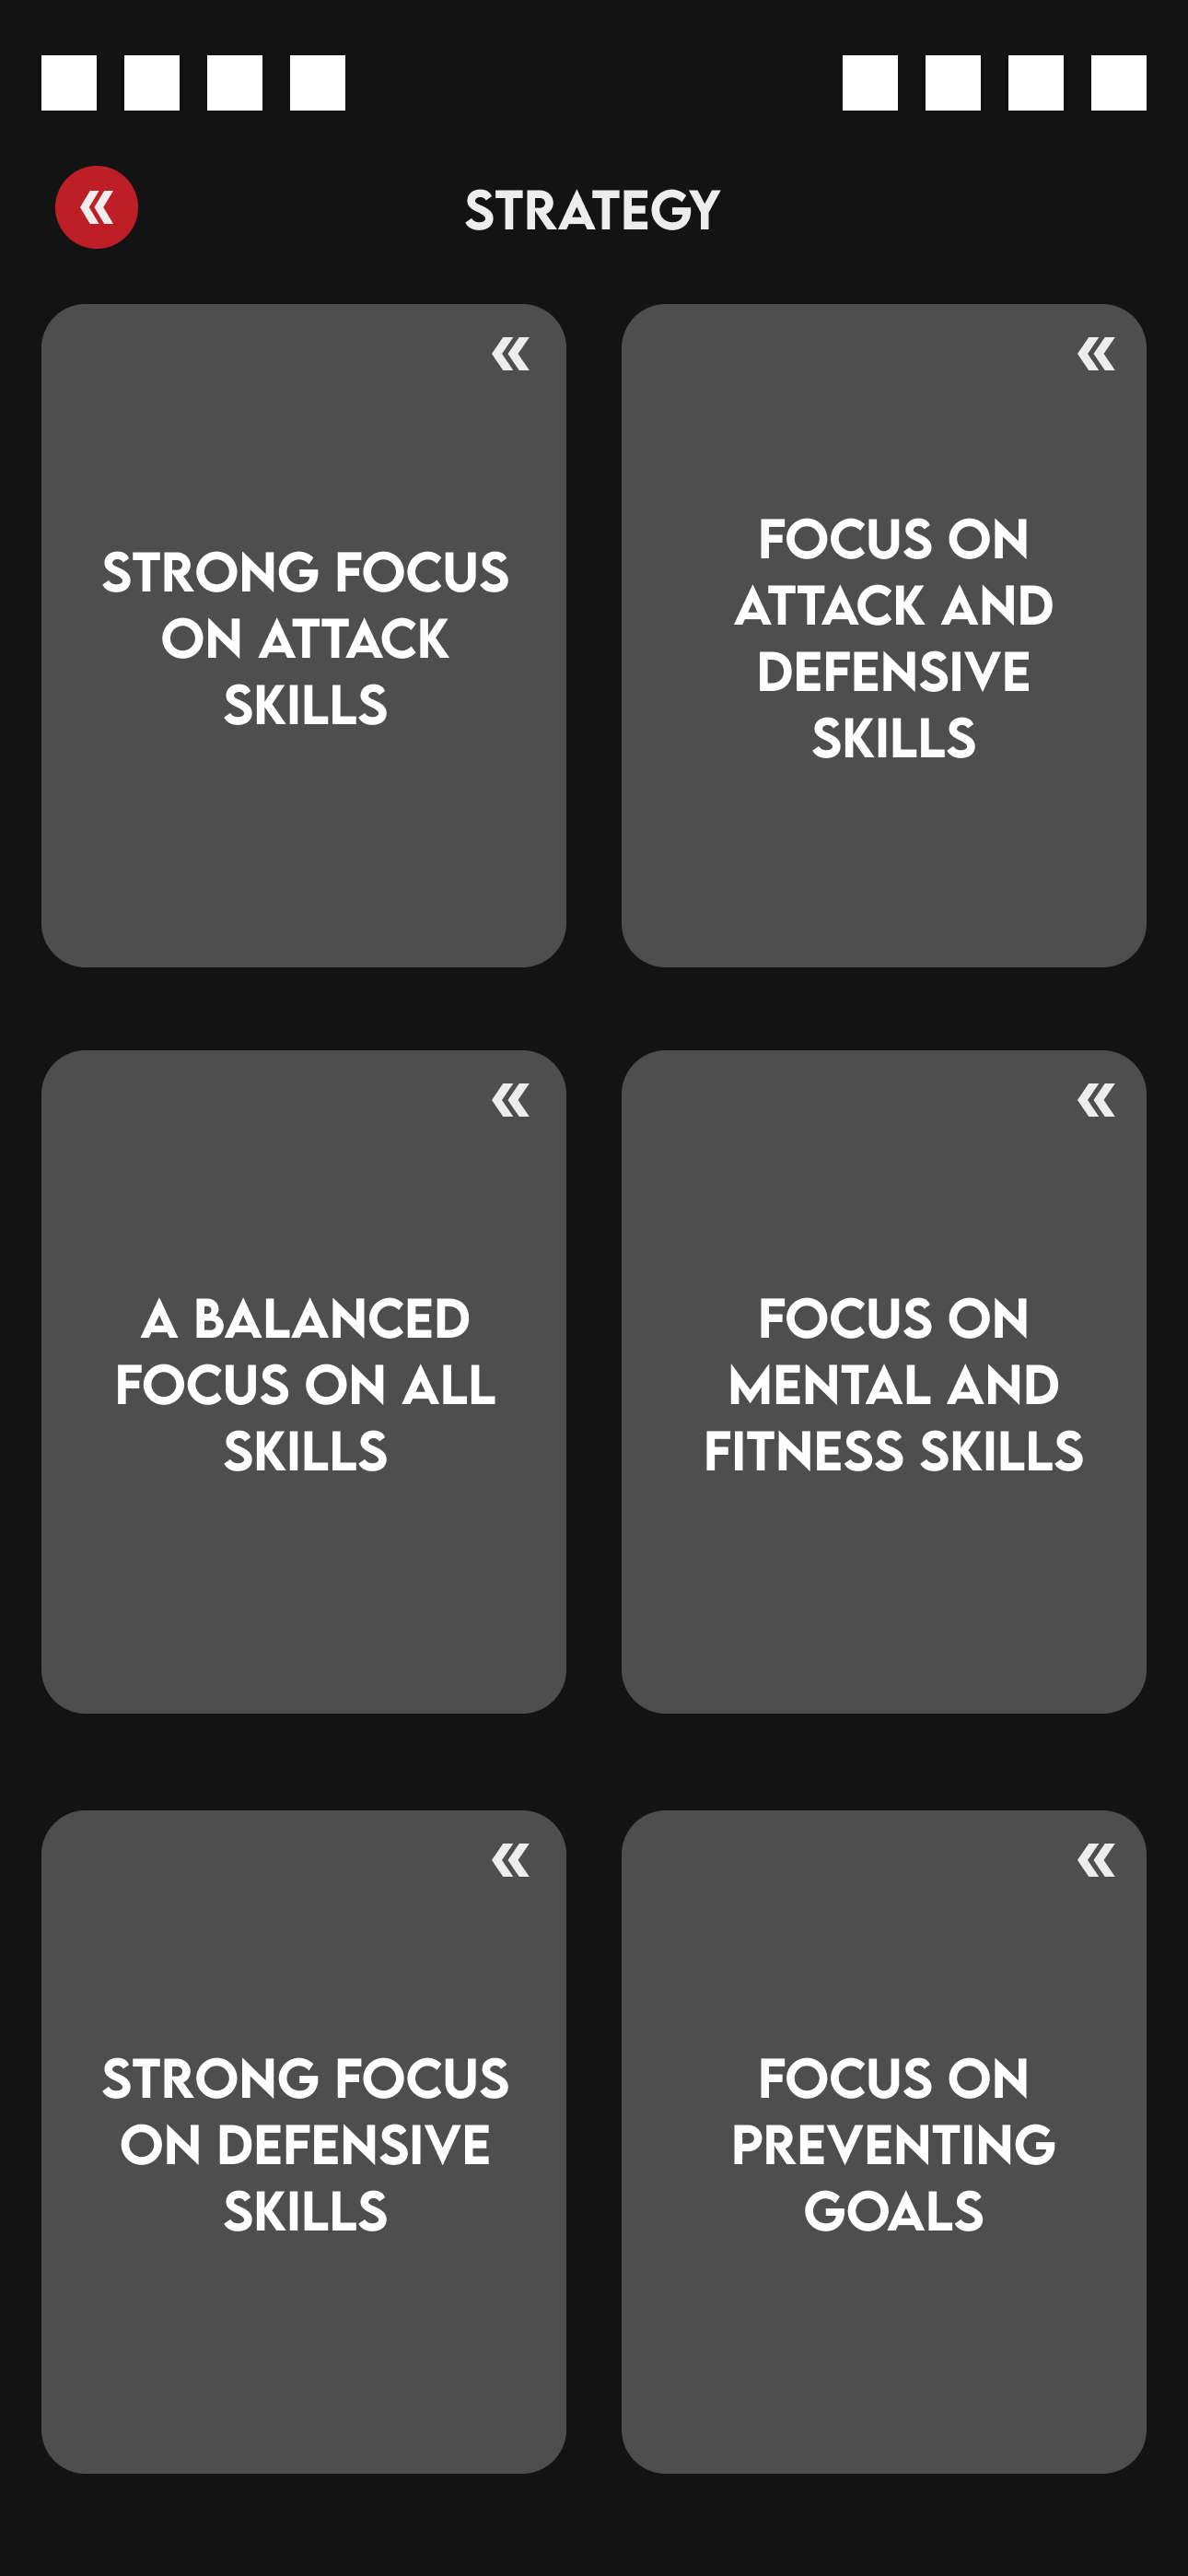 STRATEGY
STRONG FOCUS
ON ATTACK
SKILLS
FOCUS ON
ATTACK AND
DEFENSIVE
SKILLS
A BALANCED
FOCUS ON ALL
SKILLS
FOCUS ON
MENTAL AND
FITNESS SKILLS
STRONG FOCUS
ON DEFENSIVE
SKILLS
FOCUS ON
PREVENTING
GOALS